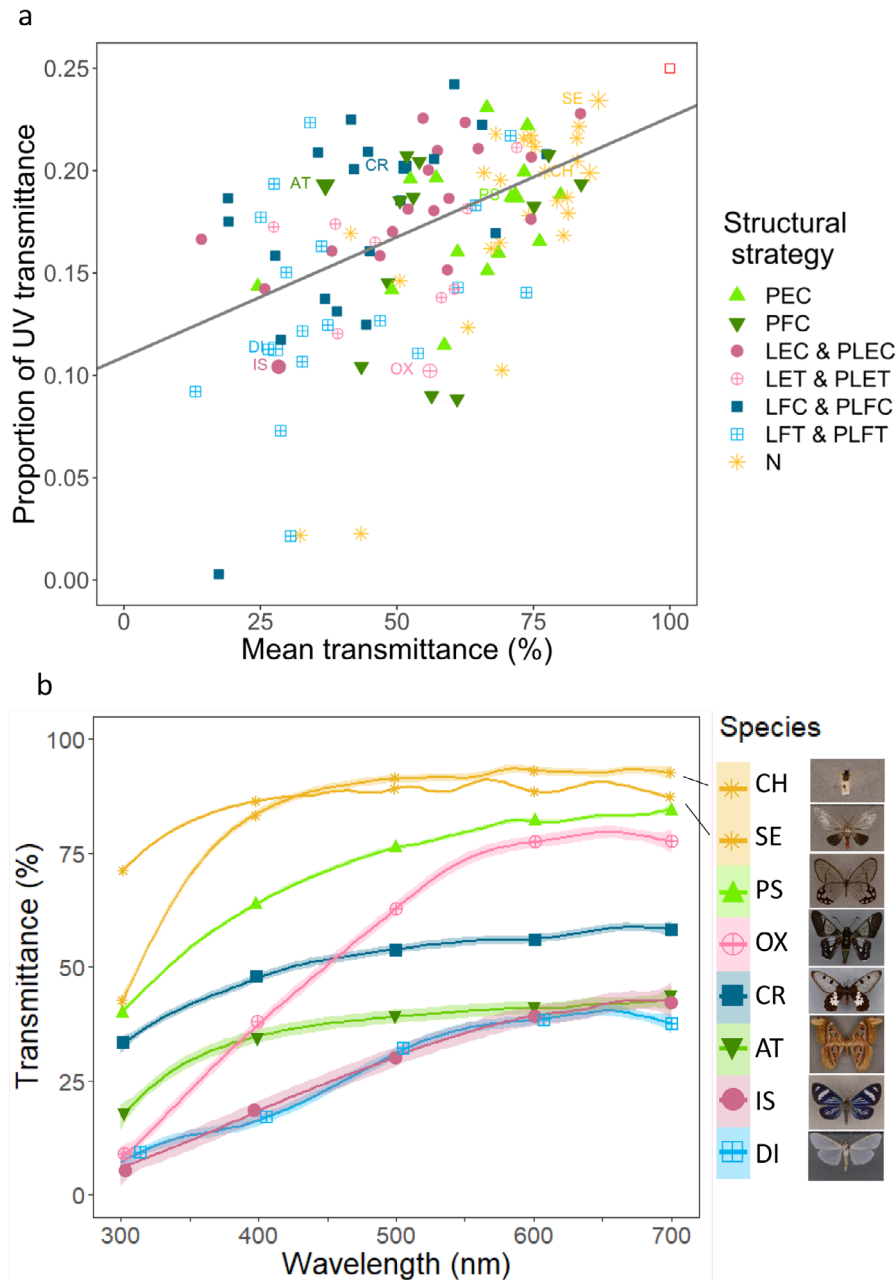 a
Proportion of UV transmittance
0.25
0.20
0.15
0.10
0.05
0.00
SE
CR
CH
AT
PS
DI
IS
OX
0 25 50 75 100
Mean transmittance (%)
Structural
strategy
PEC
PFC
LEC & PLEC
LET & PLET
LFC & PLFC
LFT & PLFT
N
b
Transmittance (%)
100
75
50
25
0
300 400 500 600 700
Wavelength (nm)
Species
CH
SE
PS
OX
CR
AT
IS
DI